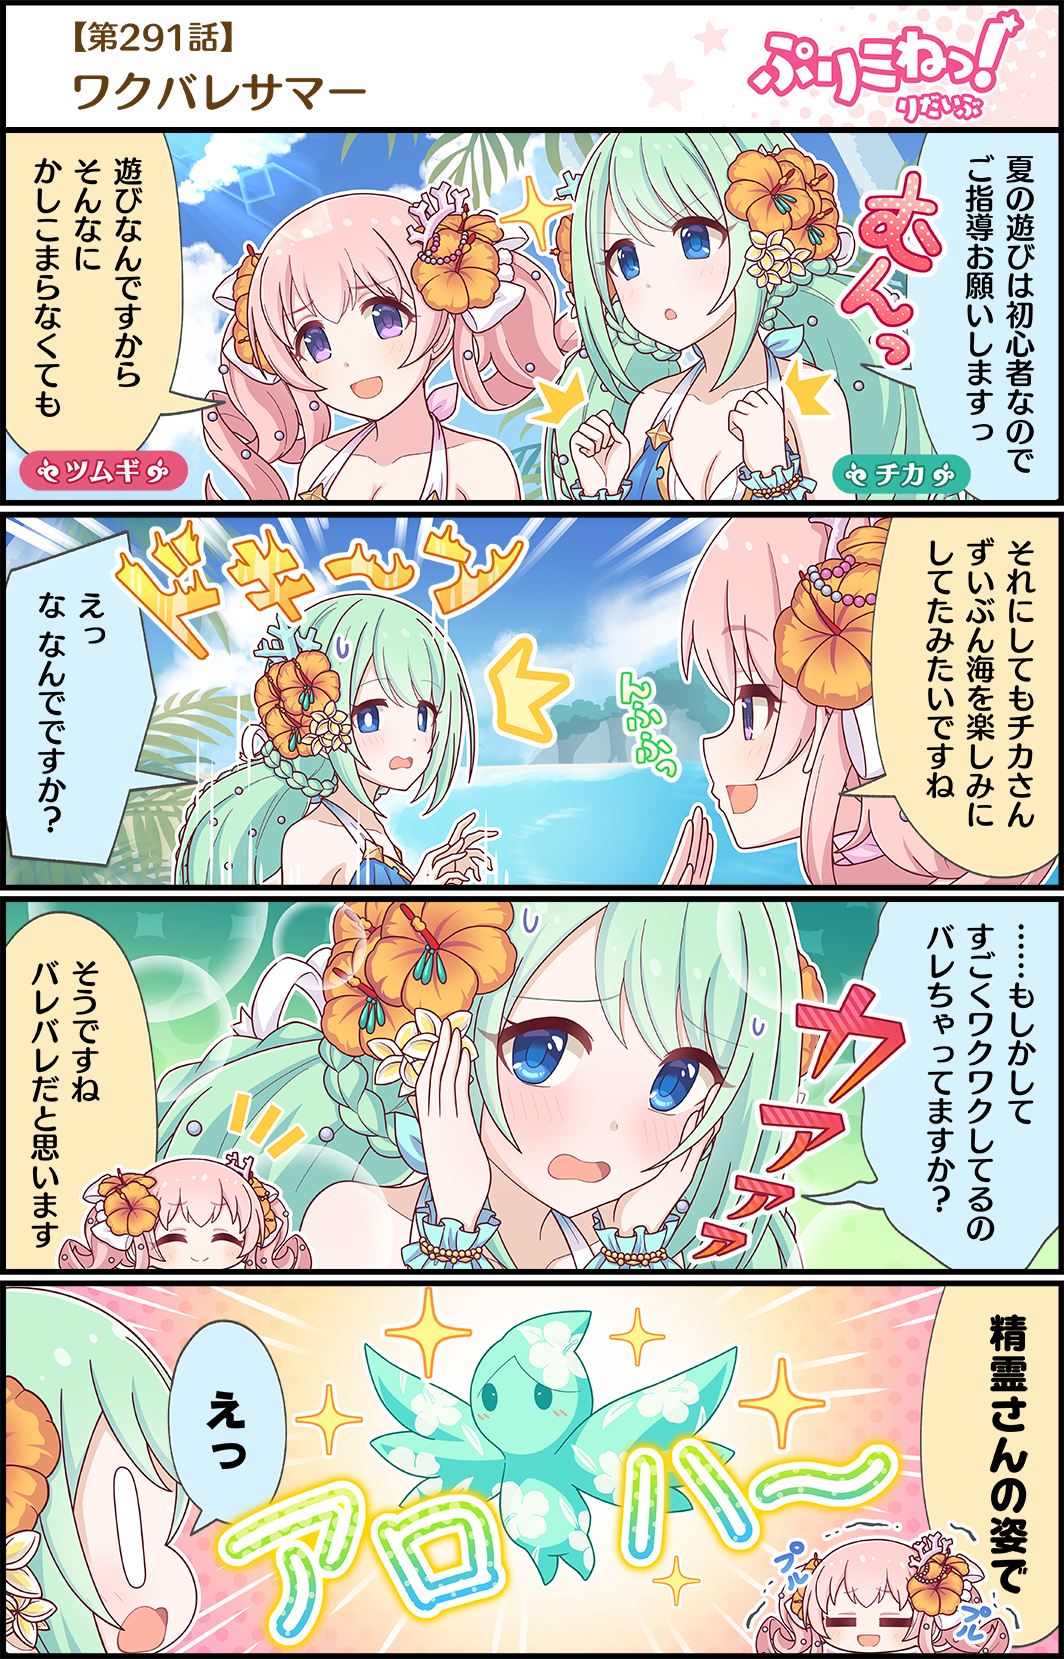 【第291話】
ワクバレサマー
ぷりこねっ!
りだいぶ
夏の遊びは初心者なので
ご指導お願いしますっ
むんっ
チカ
遊びなんですから
そんなに
かしこまらなくても
ツムギ
それにしてもチカさん
ずいぶん海を楽しみに
してたみたいですね
ふふふっ
ドキーン
えっ
な なんでですか?
……もしかして
すごくワクワクしてるの
バレちゃってますか?
カァァァァ
そうですね
バレバレだと思います
精霊さんの姿で
プル
プル
アロハ〜
えっ